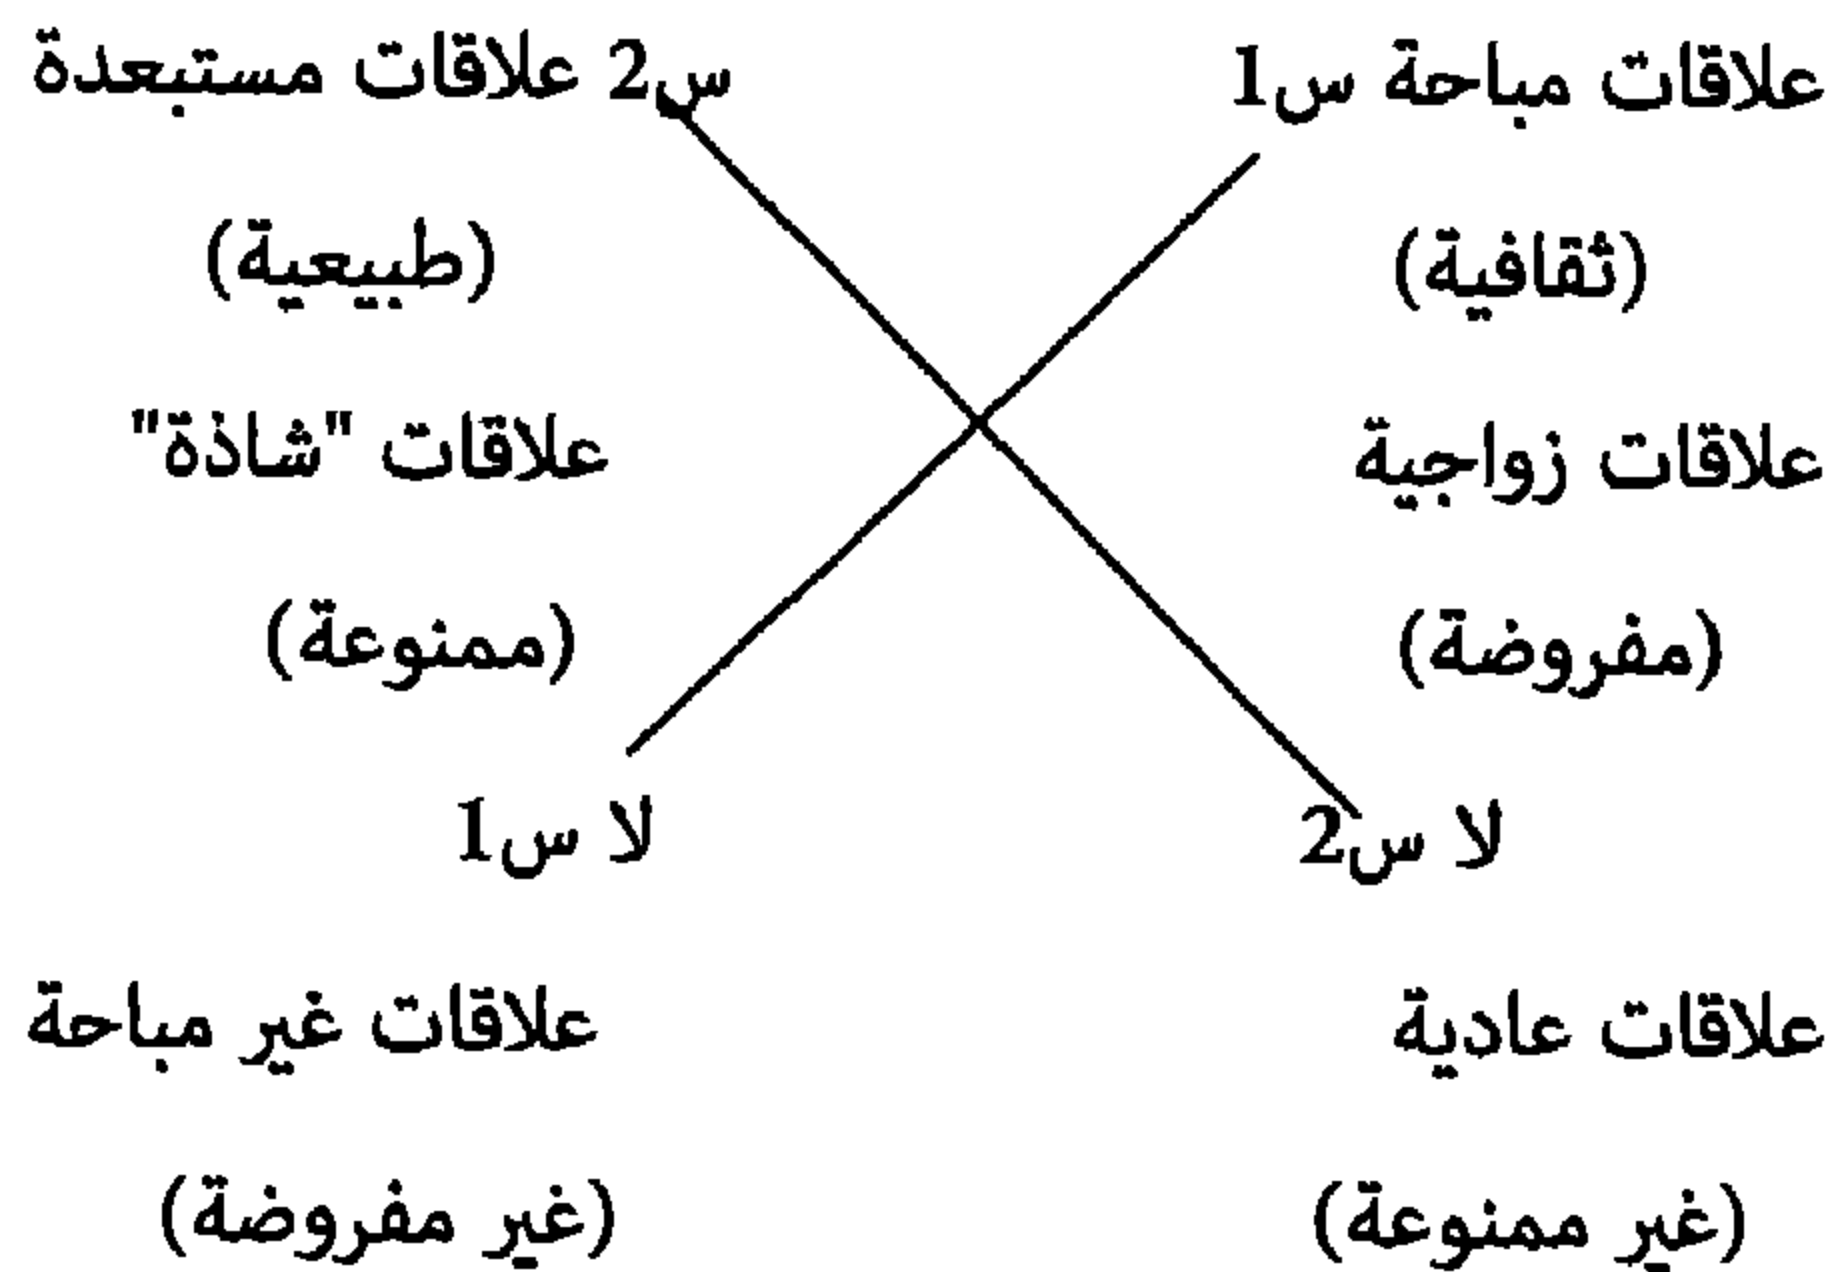 علاقات مباحة س1
س2 علاقات مستبعدة
(ثقافية)
(طبيعية)
علاقات زواجية
علاقات "شاذة"
(مفروضة)
(ممنوعة)
لا س2
لا س1
علاقات عادية
علاقات غير مباحة
(غير ممنوعة)
(غير مفروضة)